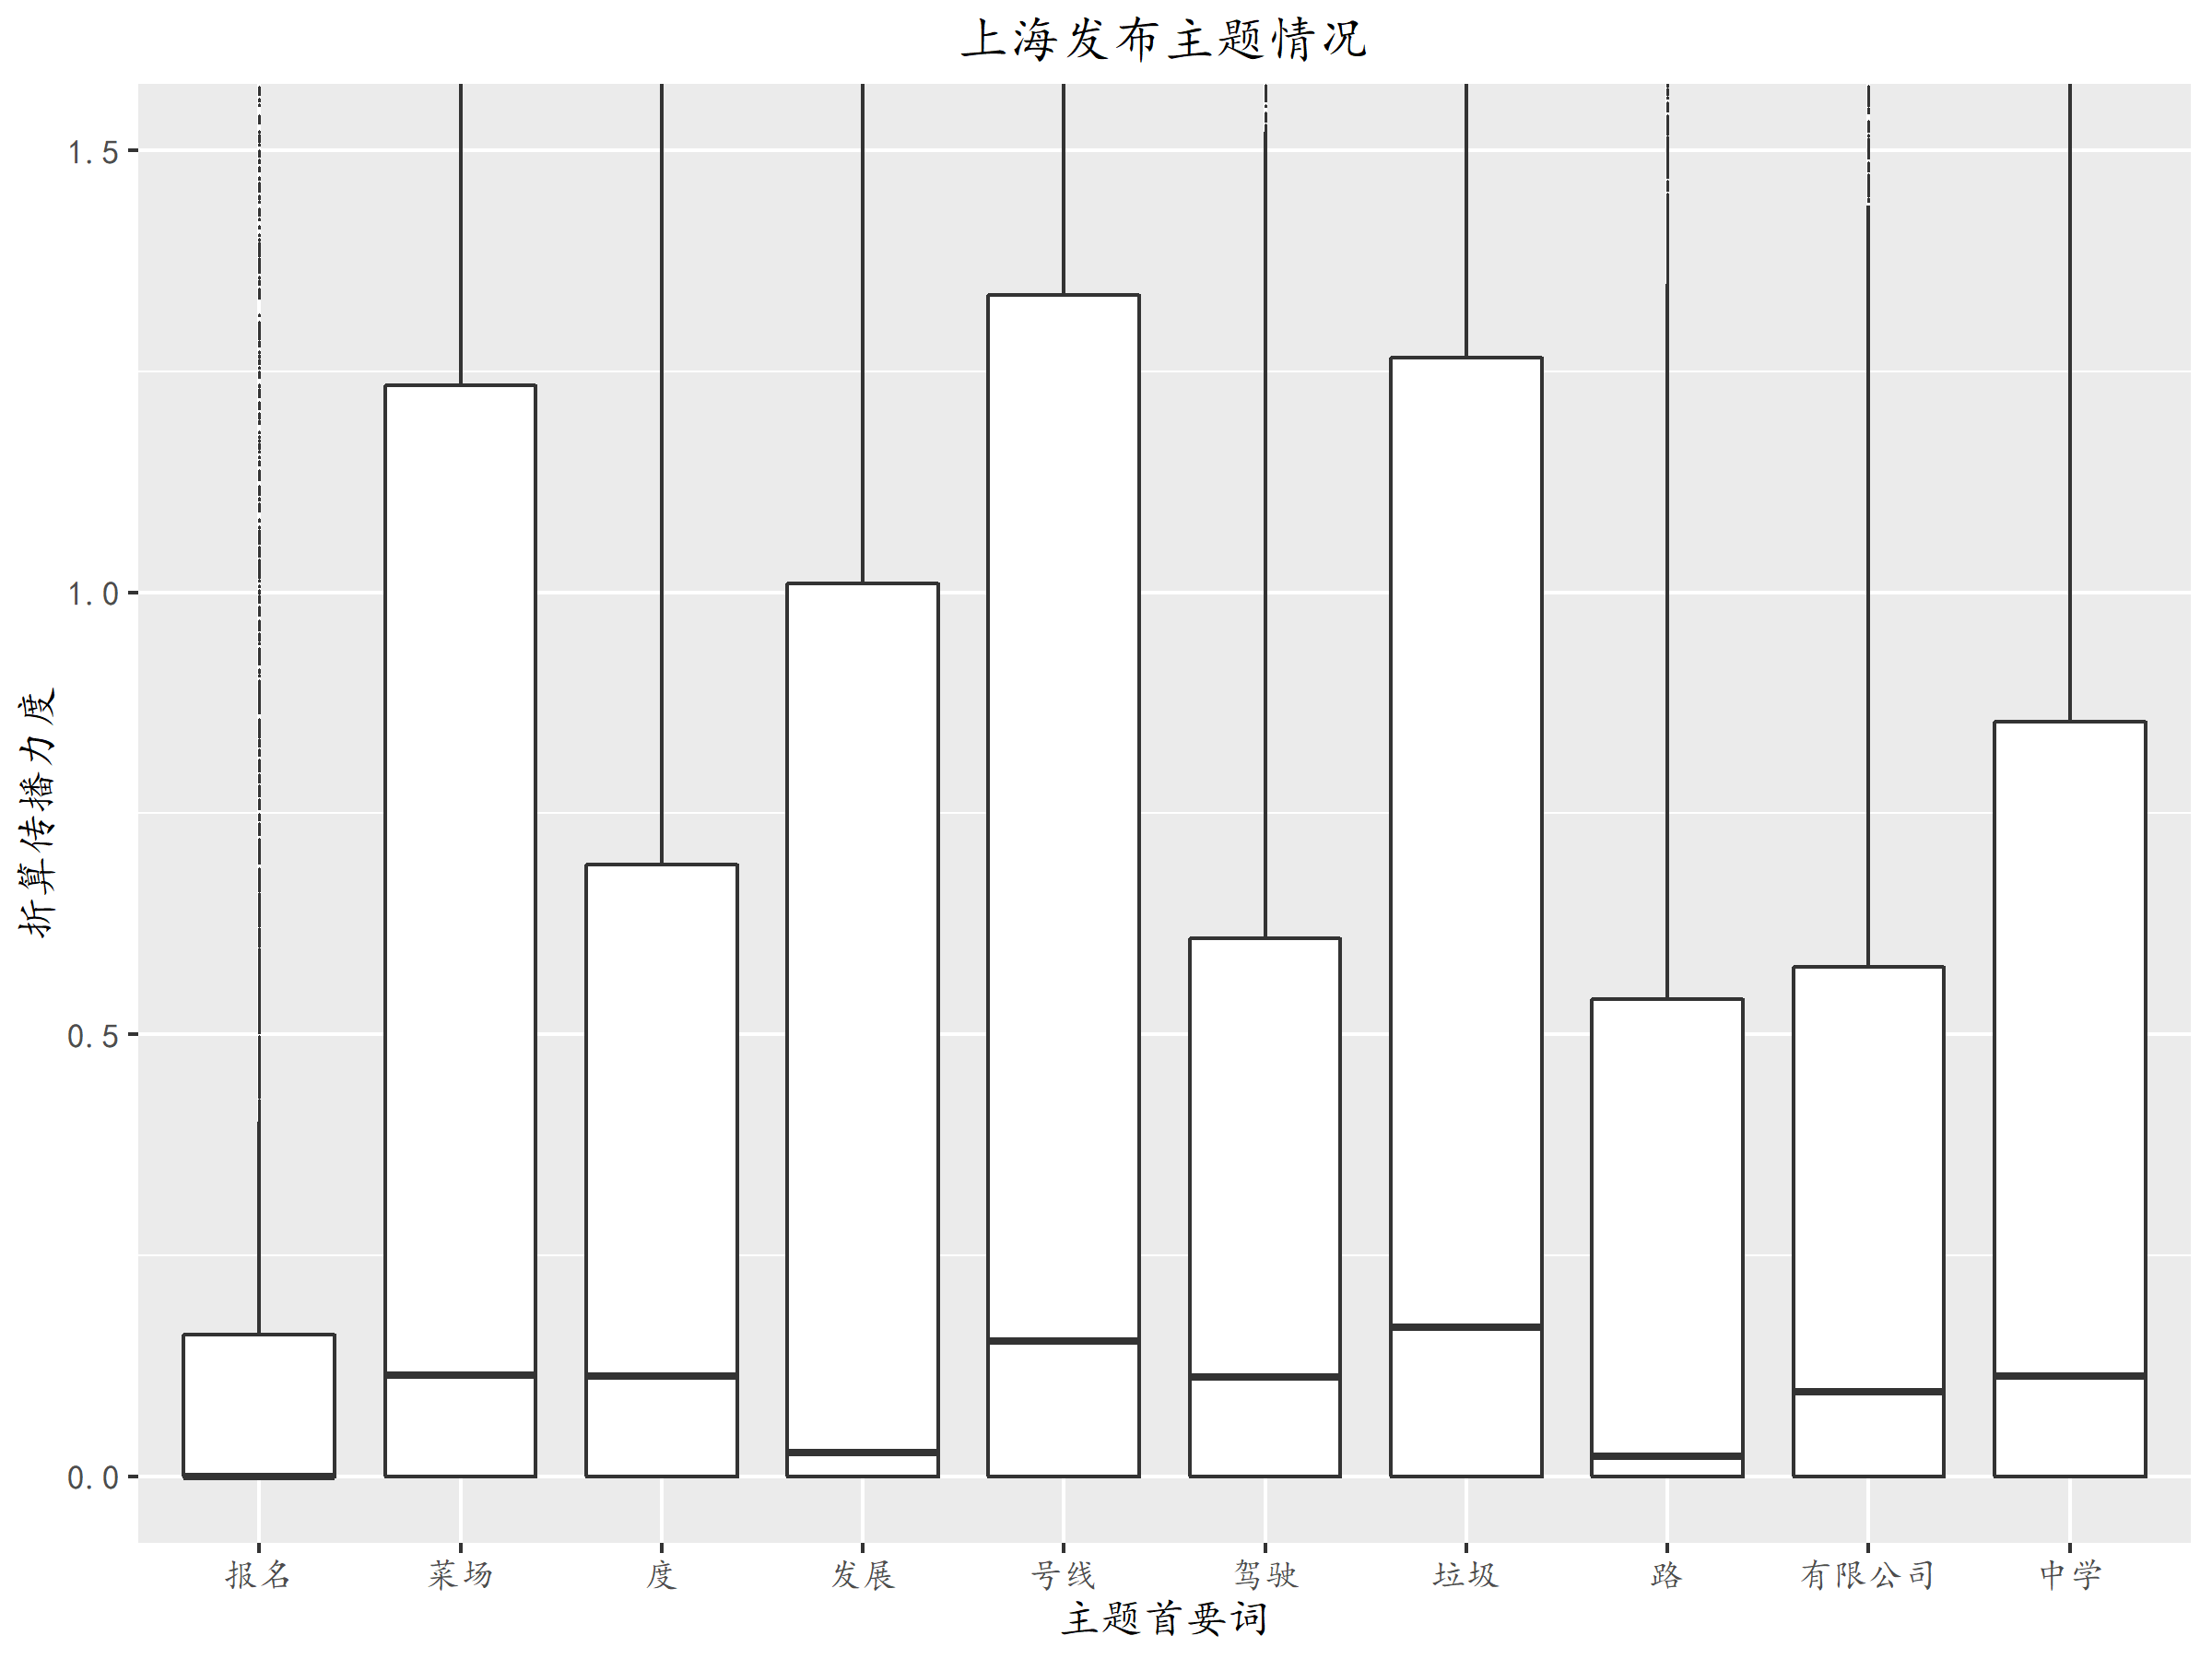 上海发布主题情况
折算传播力度
1.5
1.0
0.5
0.0
报名 菜场 度 发展 号线 驾驶 垃圾 路 有限公司 中学
主题首要词